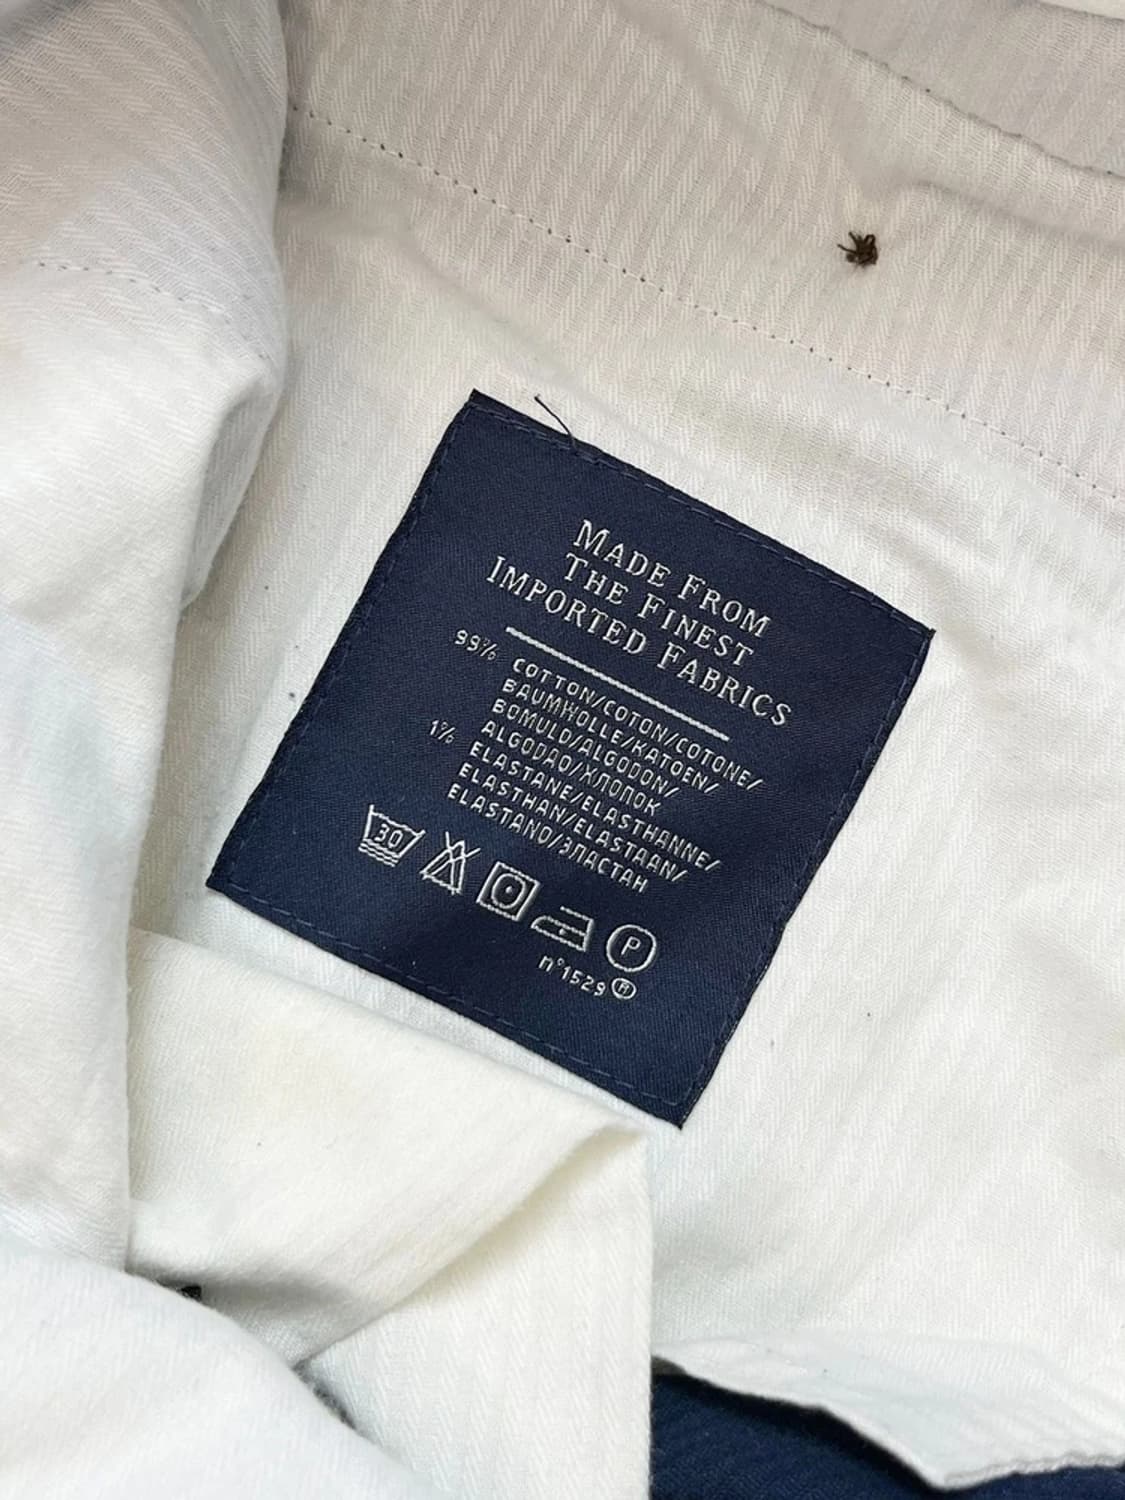 MADE FROM
THE FINEST
IMPORTED FABRICS
99% COTTON/COTON/COTONE/
BAUMWOLLE/KATOEN/
BOMULD/ALGODON/
ALGODAO/ХЛОПОК
1% ELASTANE/ELASTHANNE/
ELASTHAN/ELASTAAN/
ELASTANO/ЭЛАСТАН
30 P
n°1529 ®